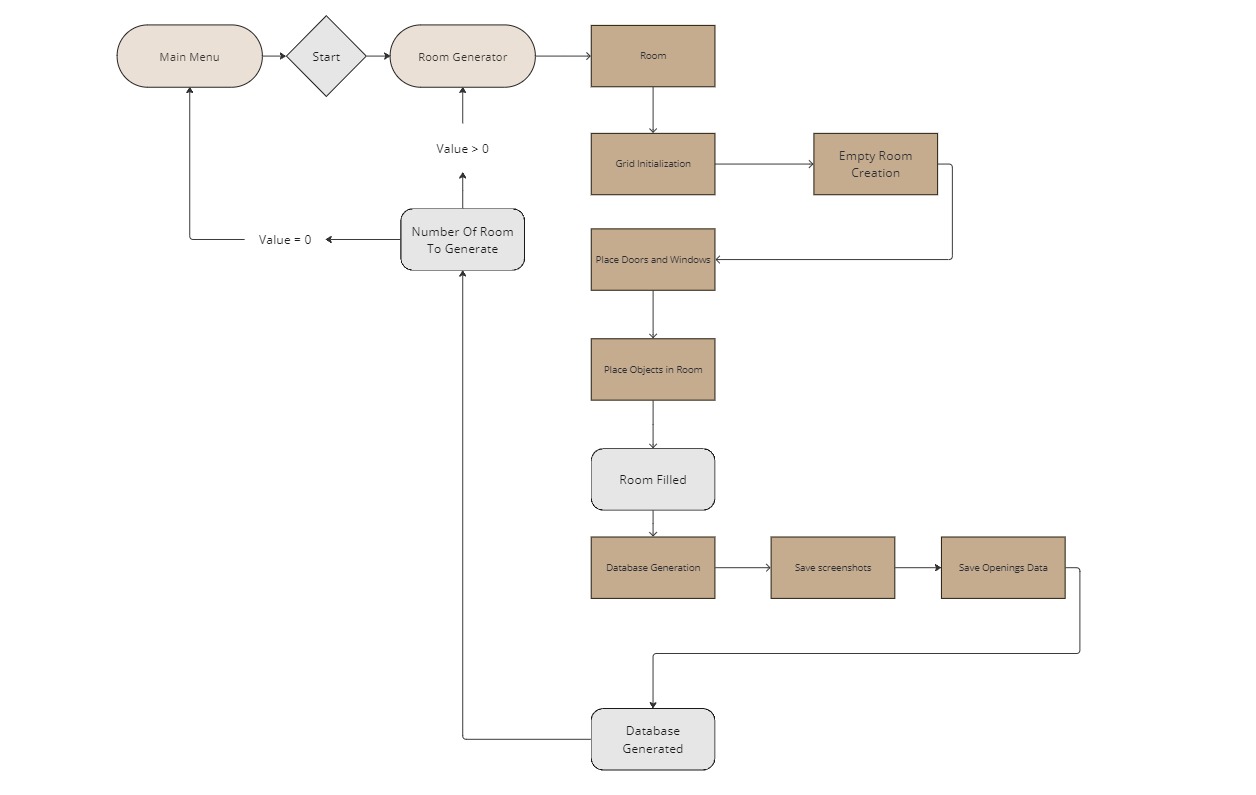 Main Menu
Start
Room Generator
Room
Value > 0
Grid Initialization
Empty Room
Creation
Value = 0
Number Of Room
To Generate
Place Doors and Windows
Place Objects in Room
Room Filled
Database Generation
Save screenshots
Save Openings Data
Database
Generated